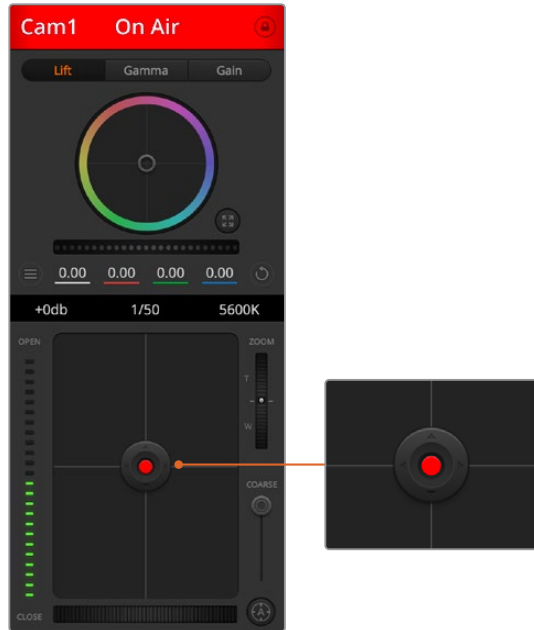 Cam1 On Air
Lift Gamma Gain
0.00 0.00 0.00 0.00
+0db 1/50 5600K
OPEN ZOOM
T
W
COARSE
CLOSE A